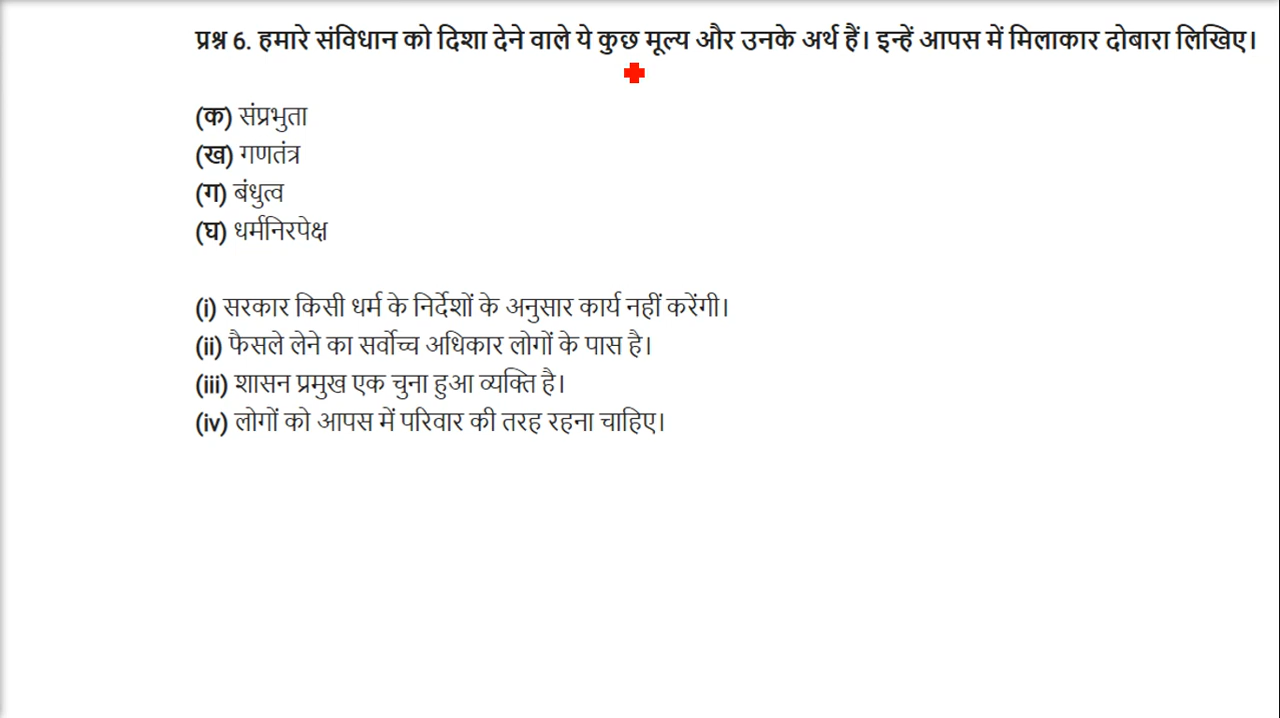 प्रश्न 6. हमारे संविधान को दिशा देने वाले ये कुछ मूल्य और उनके अर्थ हैं। इन्हें आपस में मिलाकार दोबारा लिखिए।
(क) संप्रभुता
(ख) गणतंत्र
(ग) बंधुत्व
(घ) धर्मनिरपेक्ष
(i) सरकार किसी धर्म के निर्देशों के अनुसार कार्य नहीं करेंगी।
(ii) फैसले लेने का सर्वोच्च अधिकार लोगों के पास है।
(iii) शासन प्रमुख एक चुना हुआ व्यक्ति है।
(iv) लोगों को आपस में परिवार की तरह रहना चाहिए।